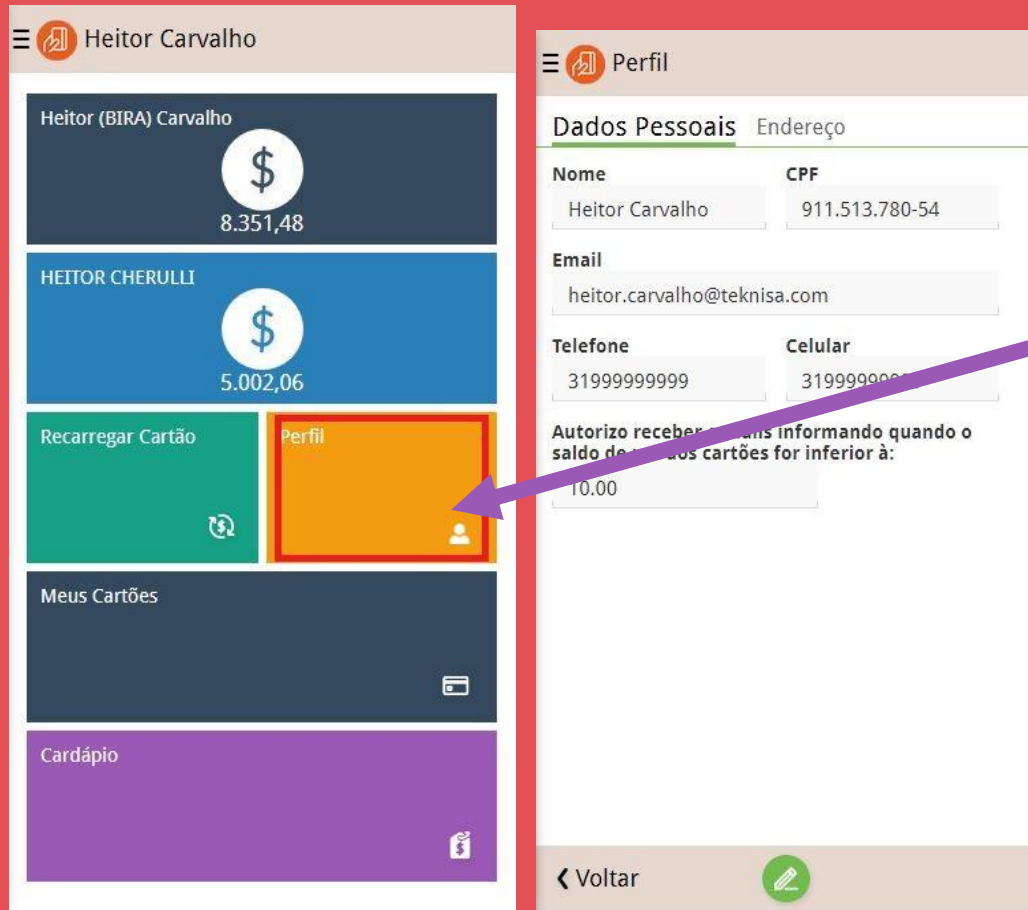 Heitor Carvalho
Heitor (BIRA) Carvalho
$
8.351,48
HEITOR CHERULLI
$
5.002,06
Recarregar Cartão
Perfil
Meus Cartões
Cardápio
Perfil
Dados Pessoais Endereço
Nome CPF
Heitor Carvalho 911.513.780-54
Email
heitor.carvalho@teknisa.com
Telefone Celular
31999999999
Autorizo receber informando quando o
saldo de cartões for inferior à:
10.00
Voltar